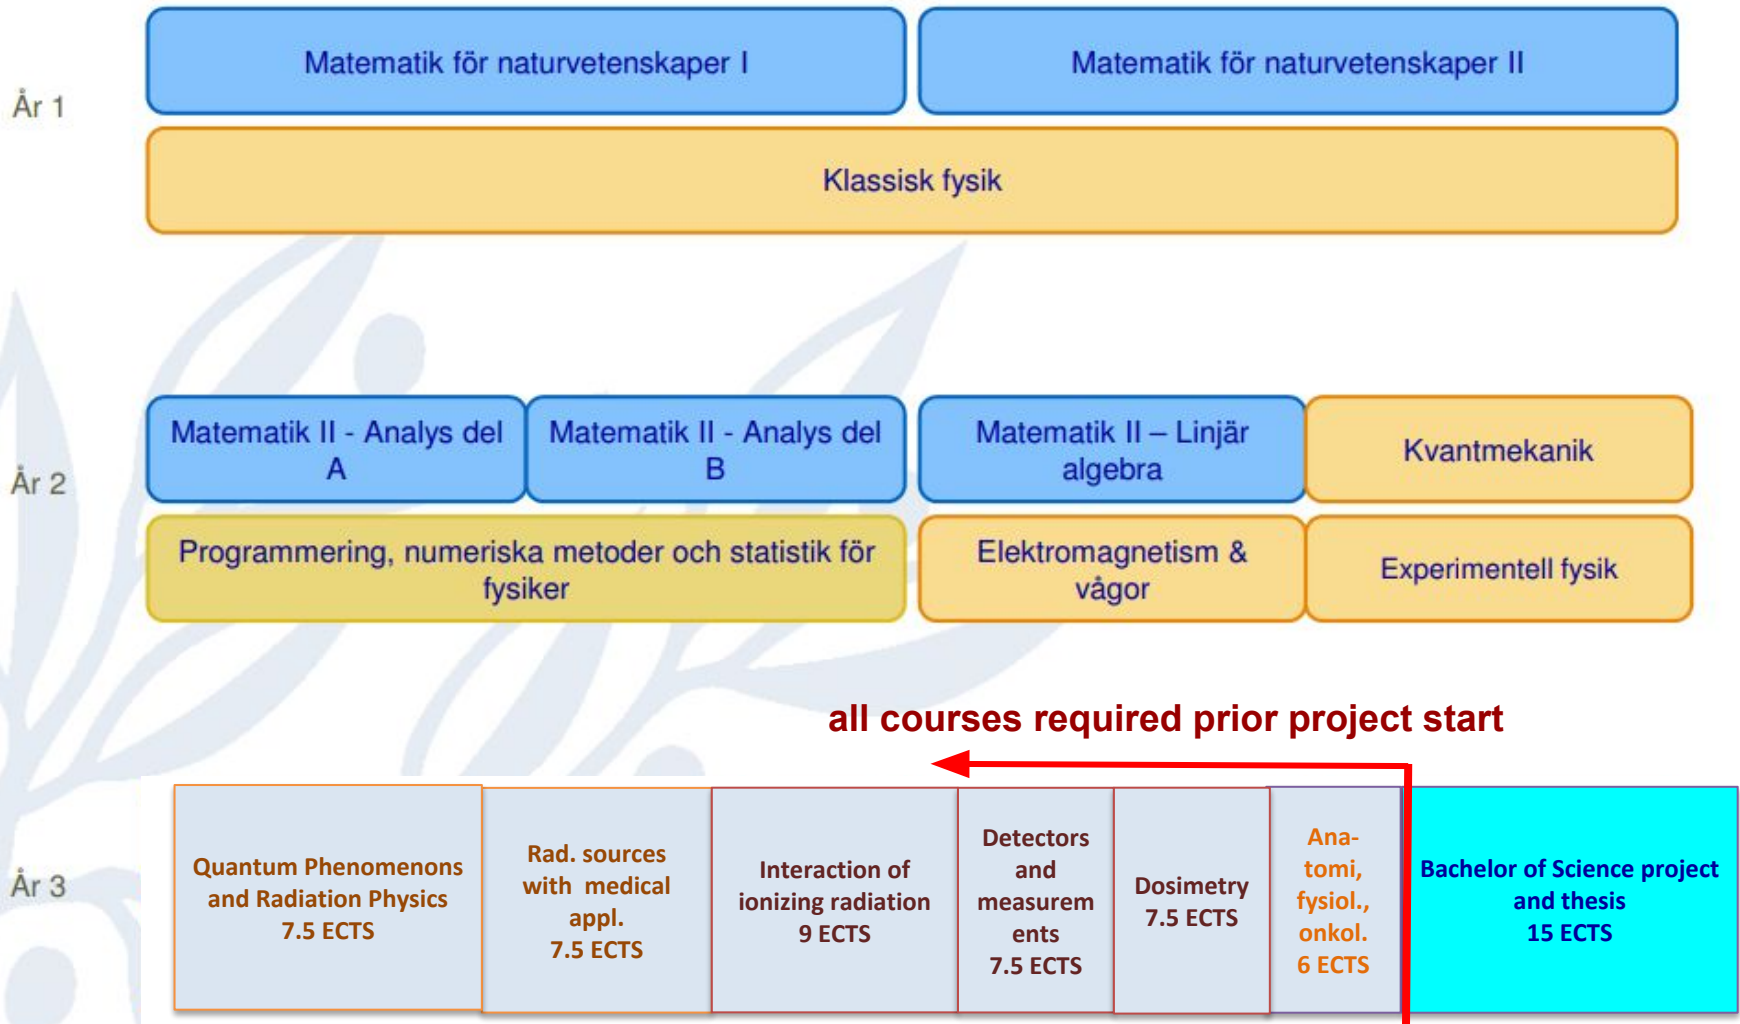 År 1
Matematik för naturvetenskaper I
Matematik för naturvetenskaper II
Klassisk fysik
År 2
Matematik II - Analys del
A
Matematik II - Analys del
B
Matematik II – Linjär
algebra
Kvantmekanik
Programmering, numeriska metoder och statistik för
fysiker
Elektromagnetism &
vågor
Experimentell fysik
all courses required prior project start
År 3
Quantum Phenomenons
and Radiation Physics
7.5 ECTS
Rad. sources
with medical
appl.
7.5 ECTS
Interaction of
ionizing radiation
9 ECTS
Detectors
and
measurem
ents
7.5 ECTS
Dosimetry
7.5 ECTS
Ana-
tomi,
fysiol.,
onkol.
6 ECTS
Bachelor of Science project
and thesis
15 ECTS